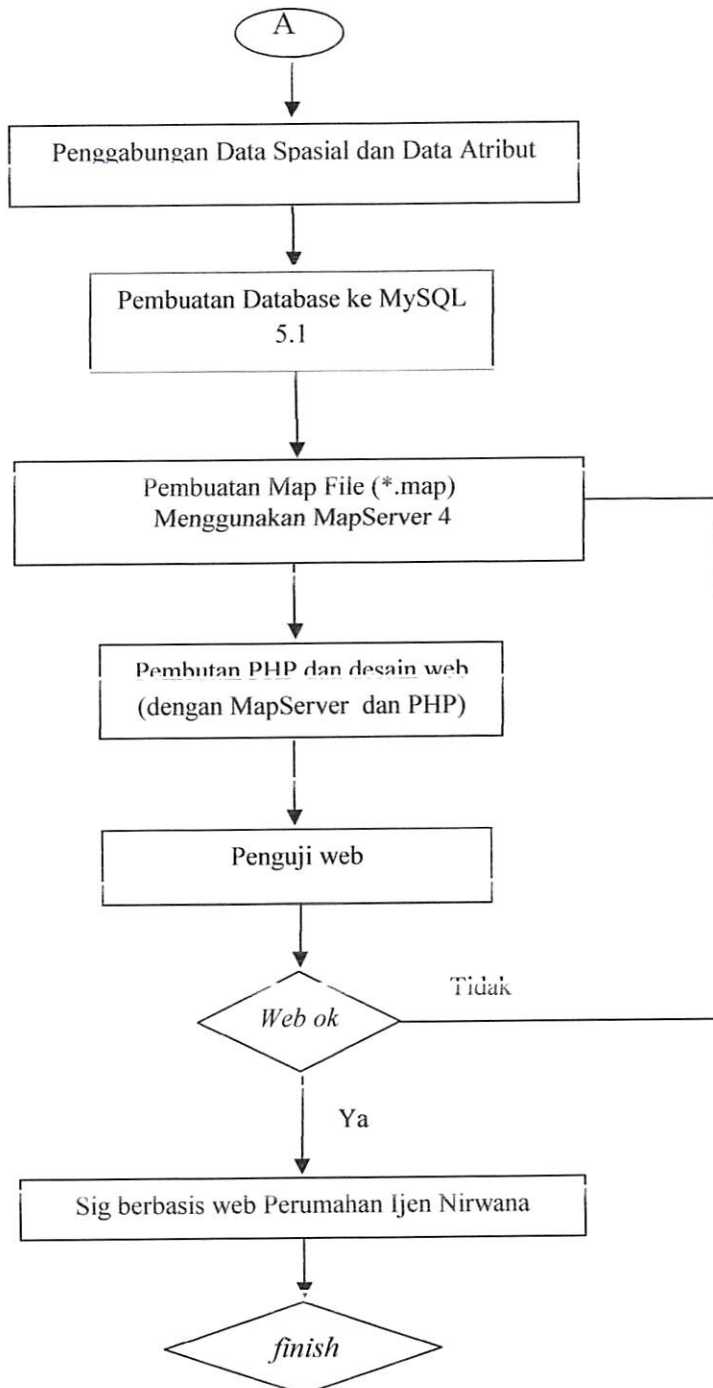 A
Penggabungan Data Spasial dan Data Atribut
Pembuatan Database ke MySQL
5.1
Pembuatan Map File (*.map)
Menggunakan MapServer 4
Pembutan PHP dan desain web
(dengan MapServer dan PHP)
Penguji web
Tidak
Web ok
Ya
Sig berbasis web Perumahan Ijen Nirwana
finish